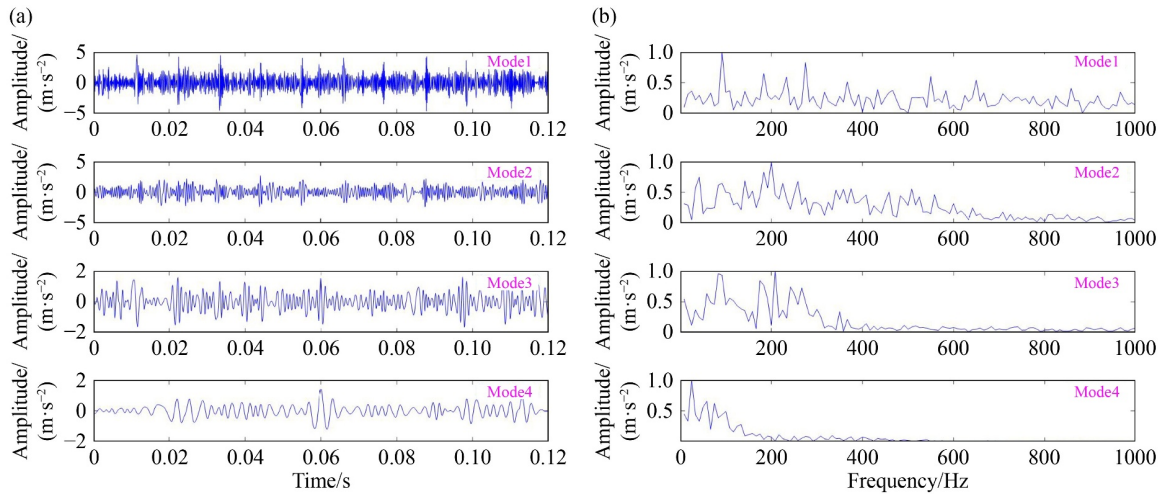 (a)
Amplitude/
(m·s⁻²)
5
0
−5
Mode1
0 0.02 0.04 0.06 0.08 0.10 0.12
Amplitude/
(m·s⁻²)
5
0
−5
Mode2
0 0.02 0.04 0.06 0.08 0.10 0.12
Amplitude/
(m·s⁻²)
2
0
−2
Mode3
0 0.02 0.04 0.06 0.08 0.10 0.12
Amplitude/
(m·s⁻²)
2
0
−2
Mode4
0 0.02 0.04 0.06 0.08 0.10 0.12
Time/s
(b)
Amplitude/
(m·s⁻²)
1.0
0.5
0
Mode1
200 400 600 800 1000
Amplitude/
(m·s⁻²)
1.0
0.5
0
Mode2
200 400 600 800 1000
Amplitude/
(m·s⁻²)
1.0
0.5
0
Mode3
200 400 600 800 1000
Amplitude/
(m·s⁻²)
1.0
0.5
Mode4
0 200 400 600 800 1000
Frequency/Hz